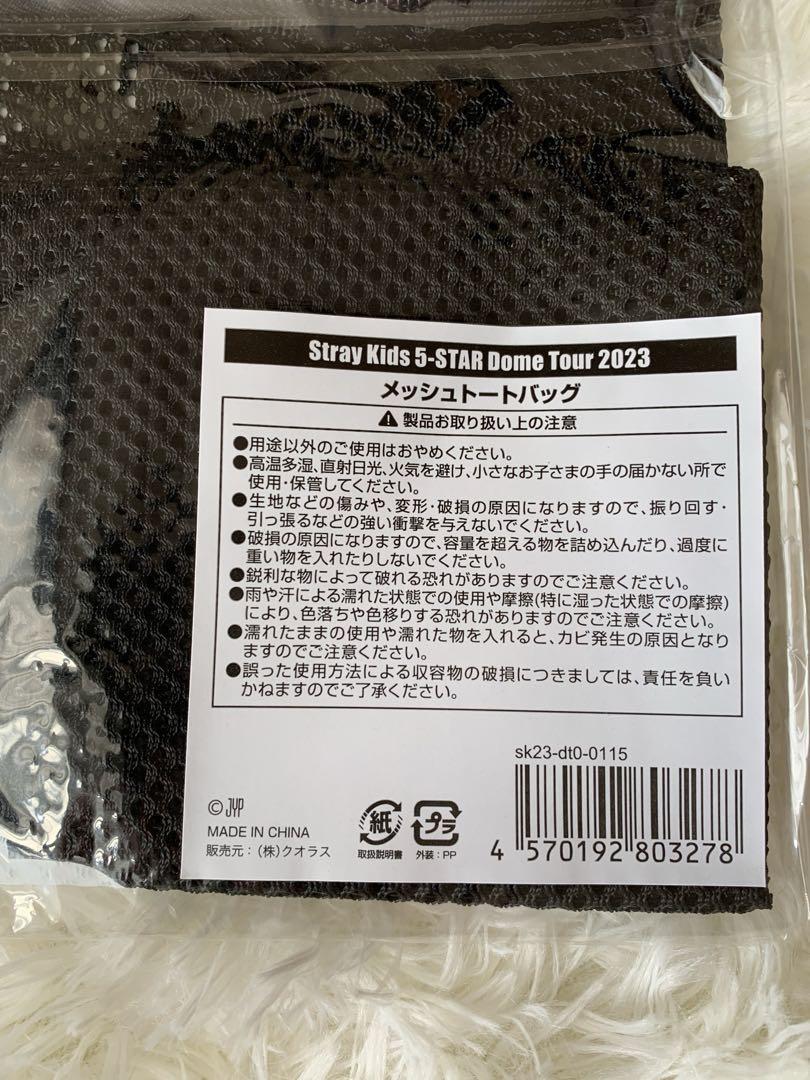 Stray Kids 5-STAR Dome Tour 2023
メッシュトートバッグ
⚠ 製品お取り扱い上の注意
●用途以外のご使用はおやめください。
●高温多湿、直射日光、火気を避け、小さなお子さまの手の届かない所で
使用・保管してください。
●生地などの傷みや、変形・破損の原因になりますので、振り回す・
引っ張るなどの強い衝撃を与えないでください。
●破損の原因になりますので、容量を超える物を詰め込んだり、過度に
重い物を入れたりしないでください。
●鋭利な物によって破れる恐れがありますのでご注意ください。
●雨や汗による濡れた状態での使用や摩擦(特に湿った状態での摩擦)
により、色落ちや色移りする恐れがありますのでご注意ください。
●濡れたままの使用や濡れた物を入れると、カビ発生の原因となり
ますのでご注意ください。
●誤った使用方法による収容物の破損につきましては、責任を負い
かねますのでご了承ください。
sk23-dt0-0115
© JYP
MADE IN CHINA
販売元：(株)クオラス
紙
取扱説明書
プラ
外装：PP
4 570192 803278